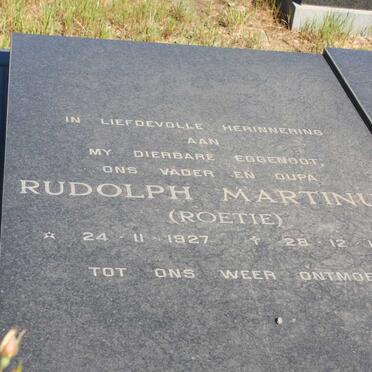 IN LIEFDEVOLLE HERINNERING
AAN
MY DIERBARE EGGENOOT,
ONS VADER EN OUPA
RUDOLPH MARTINU
(ROETIE)
☆ 24-11-1927 † 28-12-1
TOT ONS WEER ONTMOE